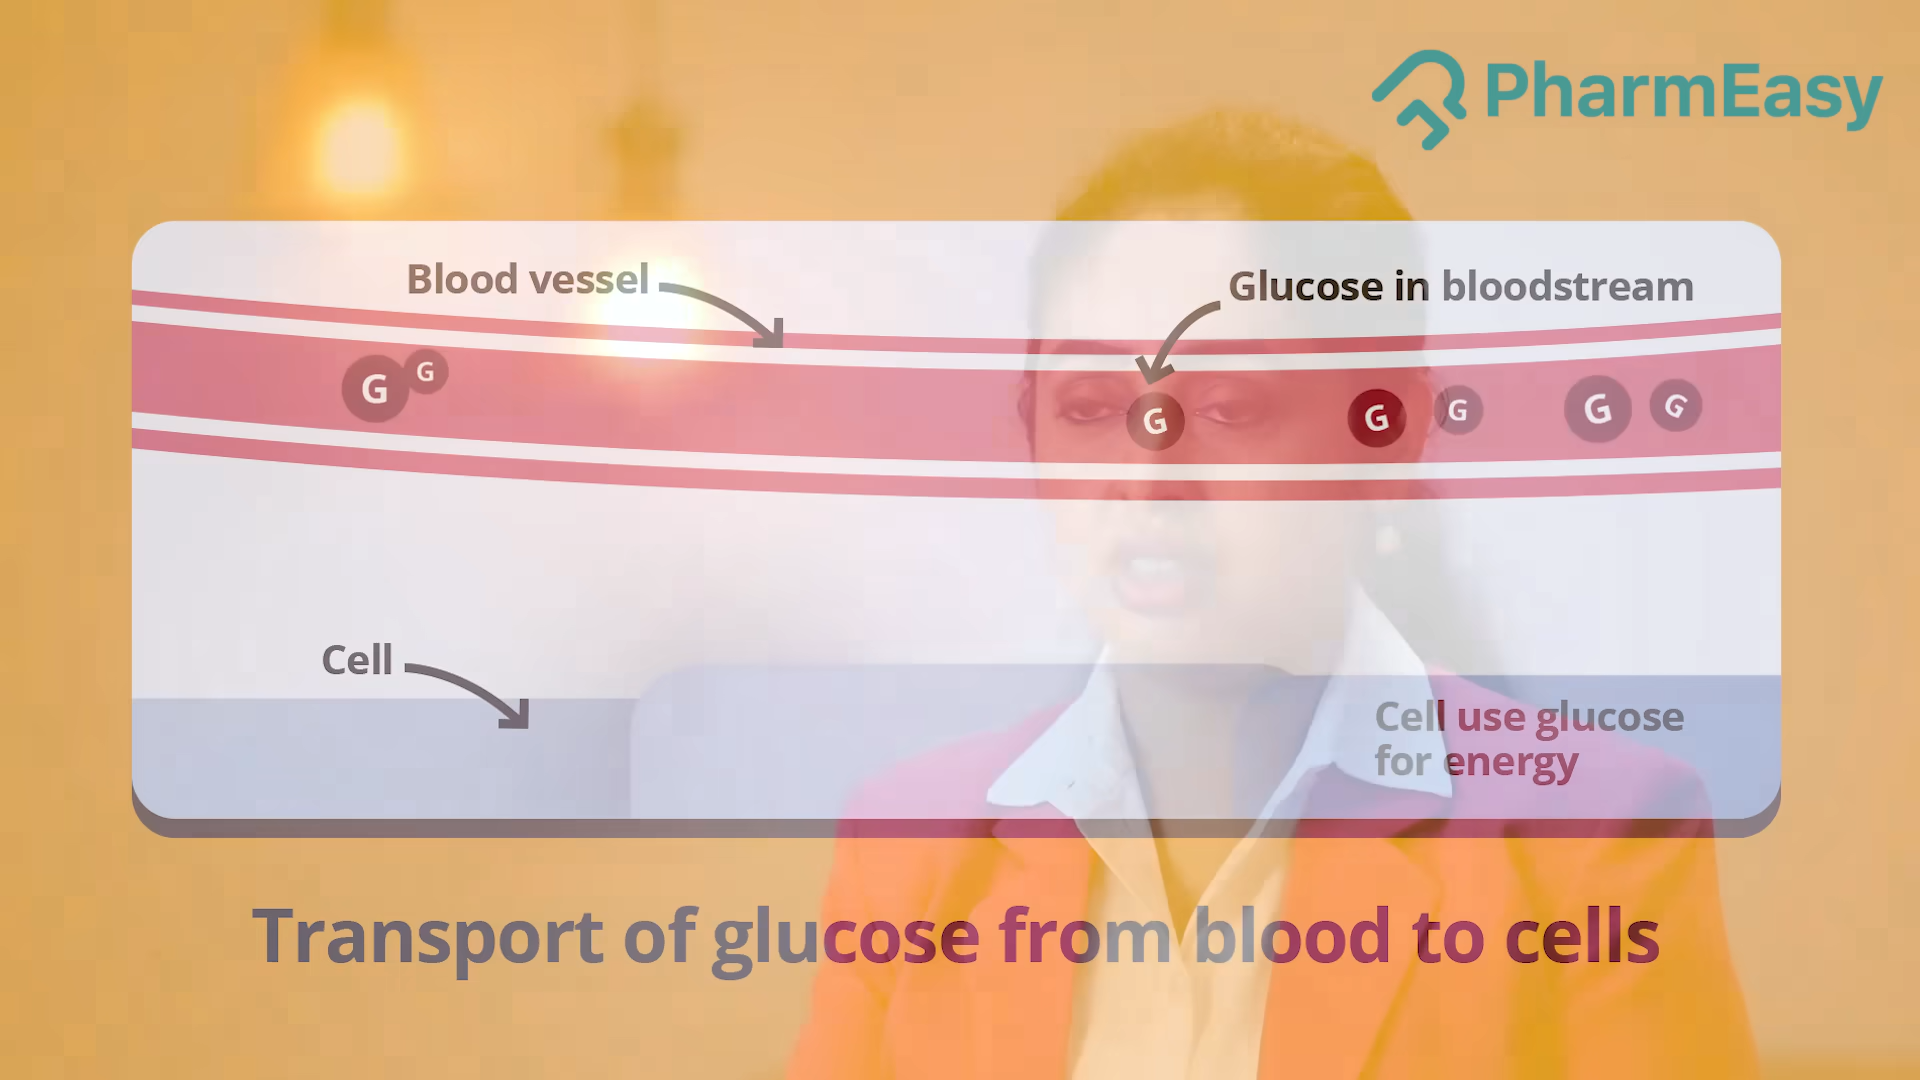 PharmEasy
Blood vessel
Glucose in bloodstream
G
G
G
G
G
G
G
Cell
Cell use glucose
for energy
Transport of glucose from blood to cells